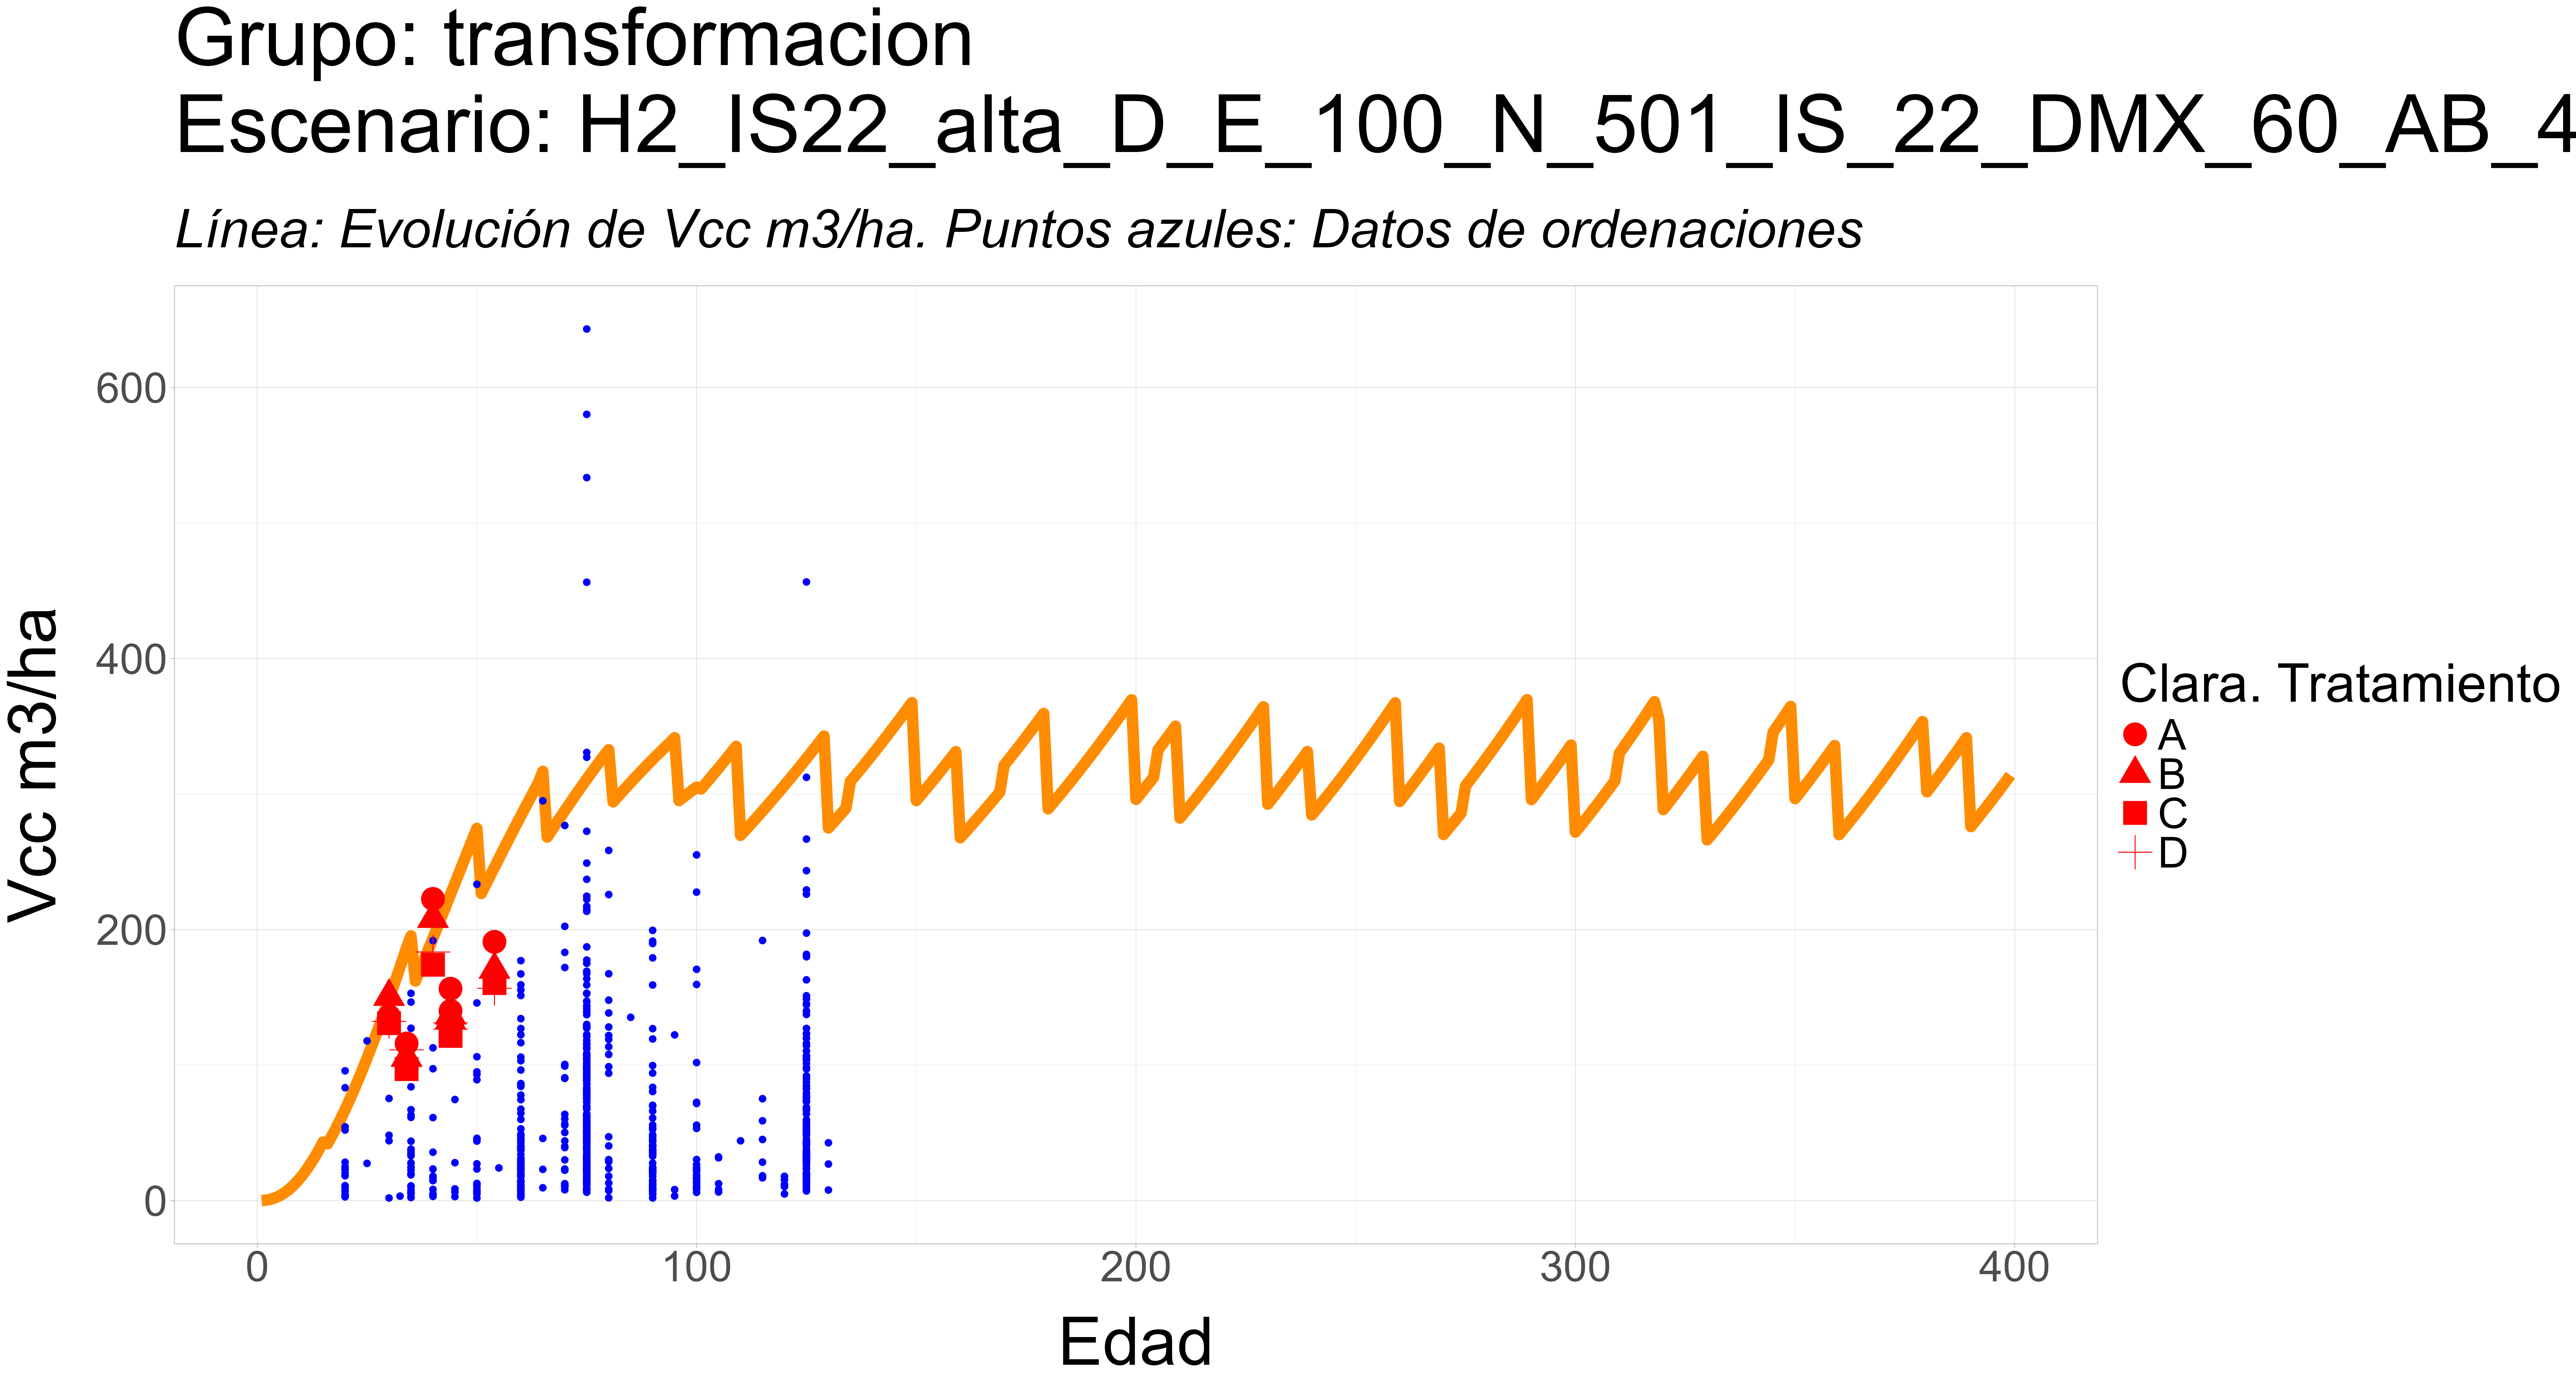 Grupo: transformacion
Escenario: H2_IS22_alta_D_E_100_N_501_IS_22_DMX_60_AB_4
Línea: Evolución de Vcc m3/ha. Puntos azules: Datos de ordenaciones
Vcc m3/ha
600
400
200
0
0 100 200 300 400
Edad
Clara. Tratamiento
A
B
C
D